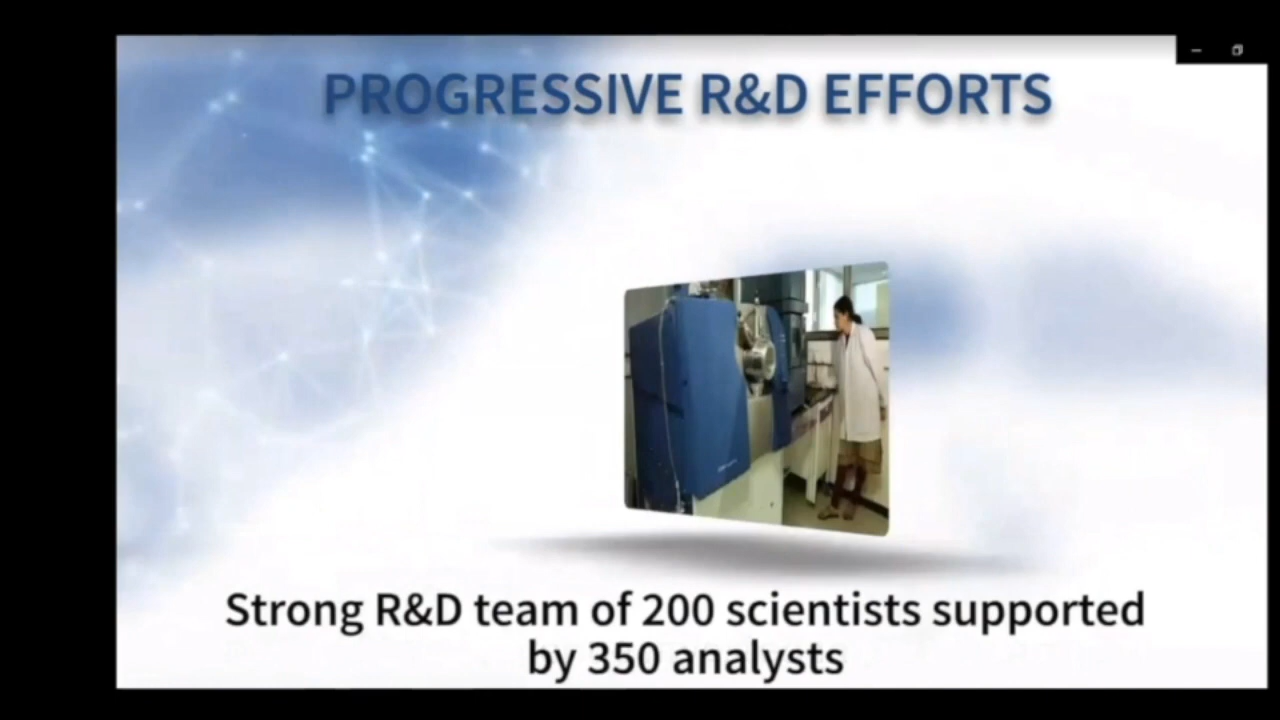 PROGRESSIVE R&D EFFORTS
Strong R&D team of 200 scientists supported
by 350 analysts